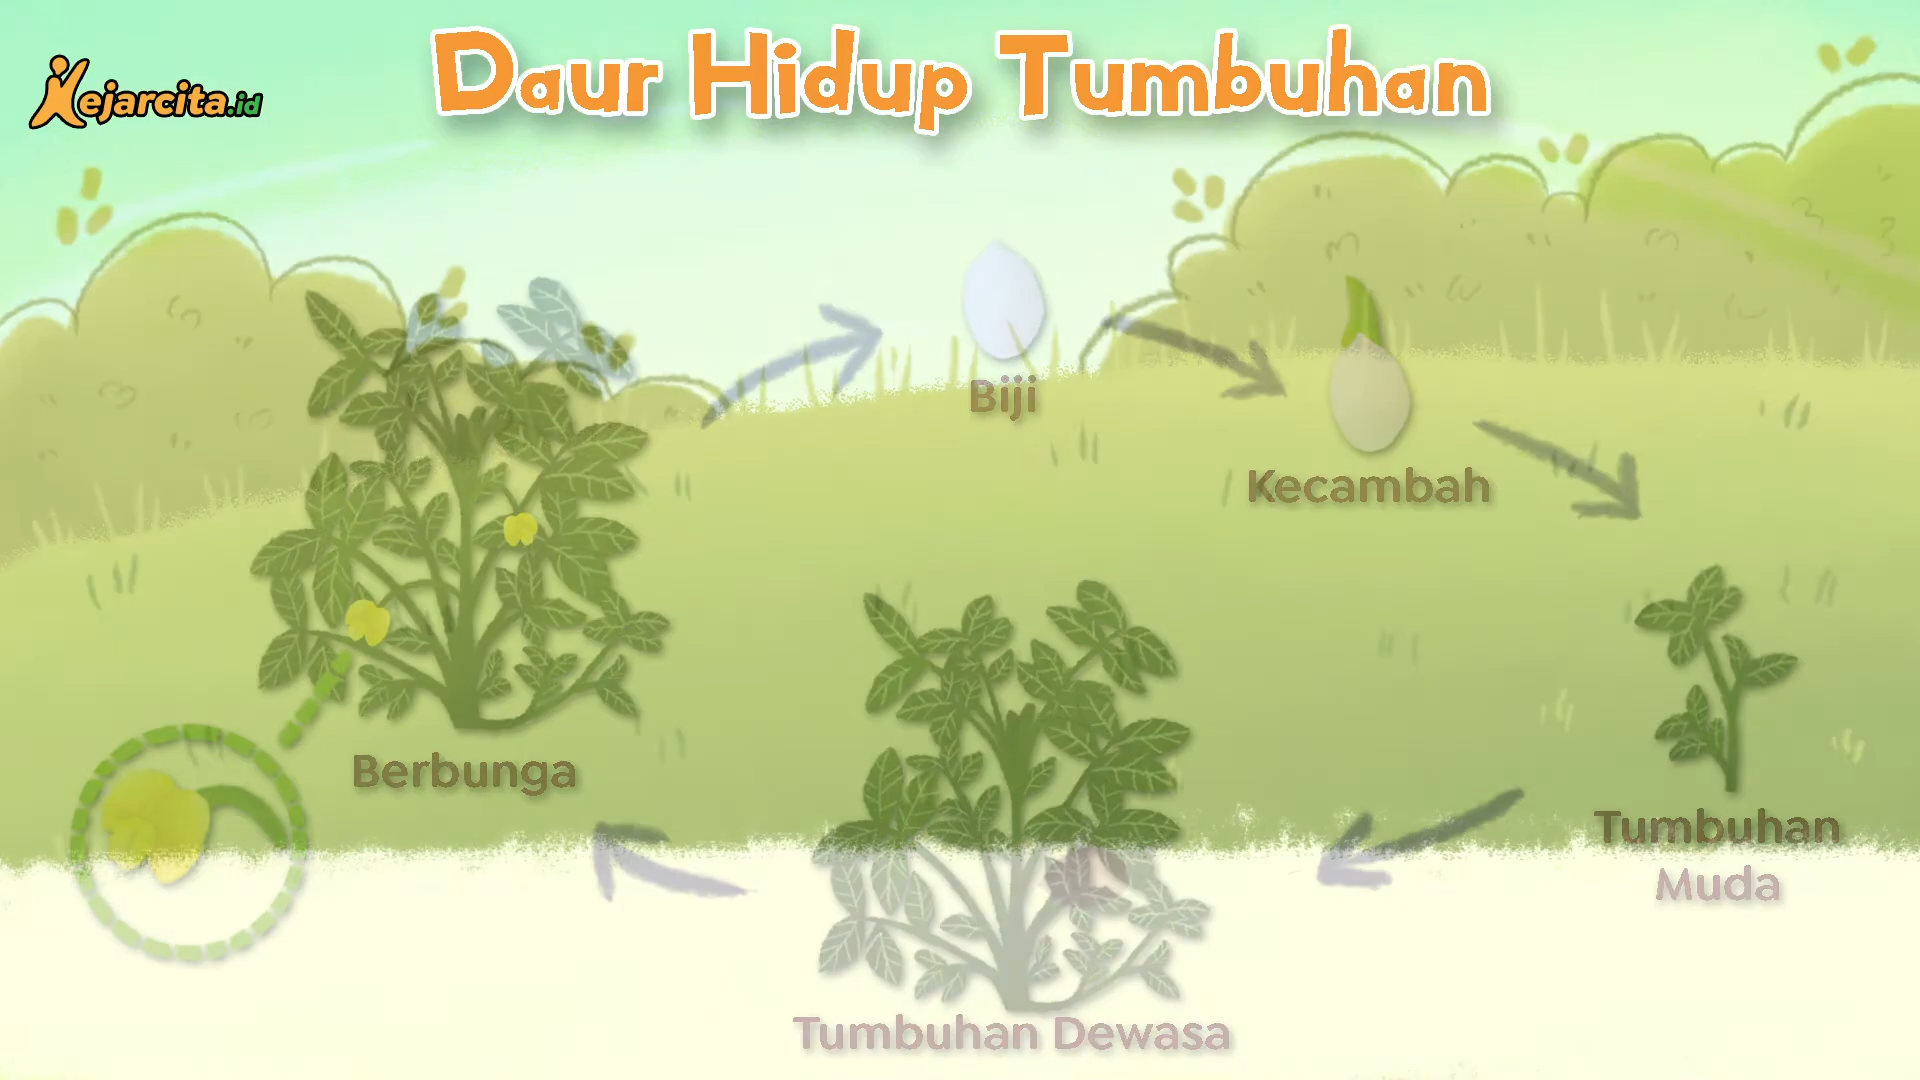 Kejarcita.id
Daur Hidup Tumbuhan
Biji
Kecambah
Tumbuhan
Muda
Tumbuhan Dewasa
Berbunga